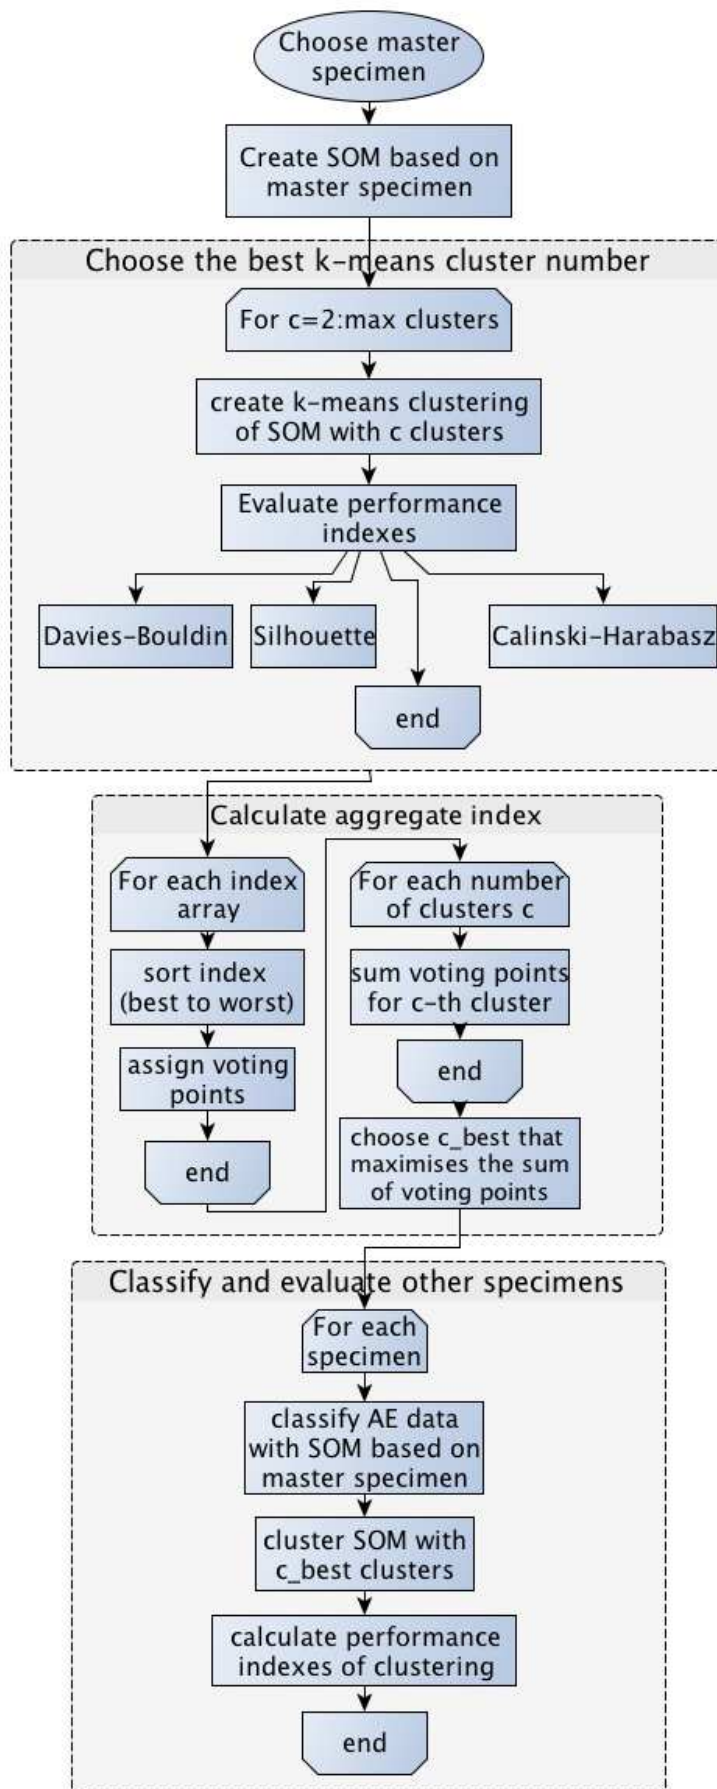 Choose master
specimen
Create SOM based on
master specimen
Choose the best k-means cluster number
For c=2:max clusters
create k-means clustering
of SOM with c clusters
Evaluate performance
indexes
Davies-Bouldin
Silhouette
Calinski-Harabasz
end
Calculate aggregate index
For each index
array
sort index
(best to worst)
assign voting
points
end
For each number
of clusters c
sum voting points
for c-th cluster
end
choose c_best that
maximises the sum
of voting points
Classify and evaluate other specimens
For each
specimen
classify AE data
with SOM based on
master specimen
cluster SOM with
c_best clusters
calculate performance
indexes of clustering
end